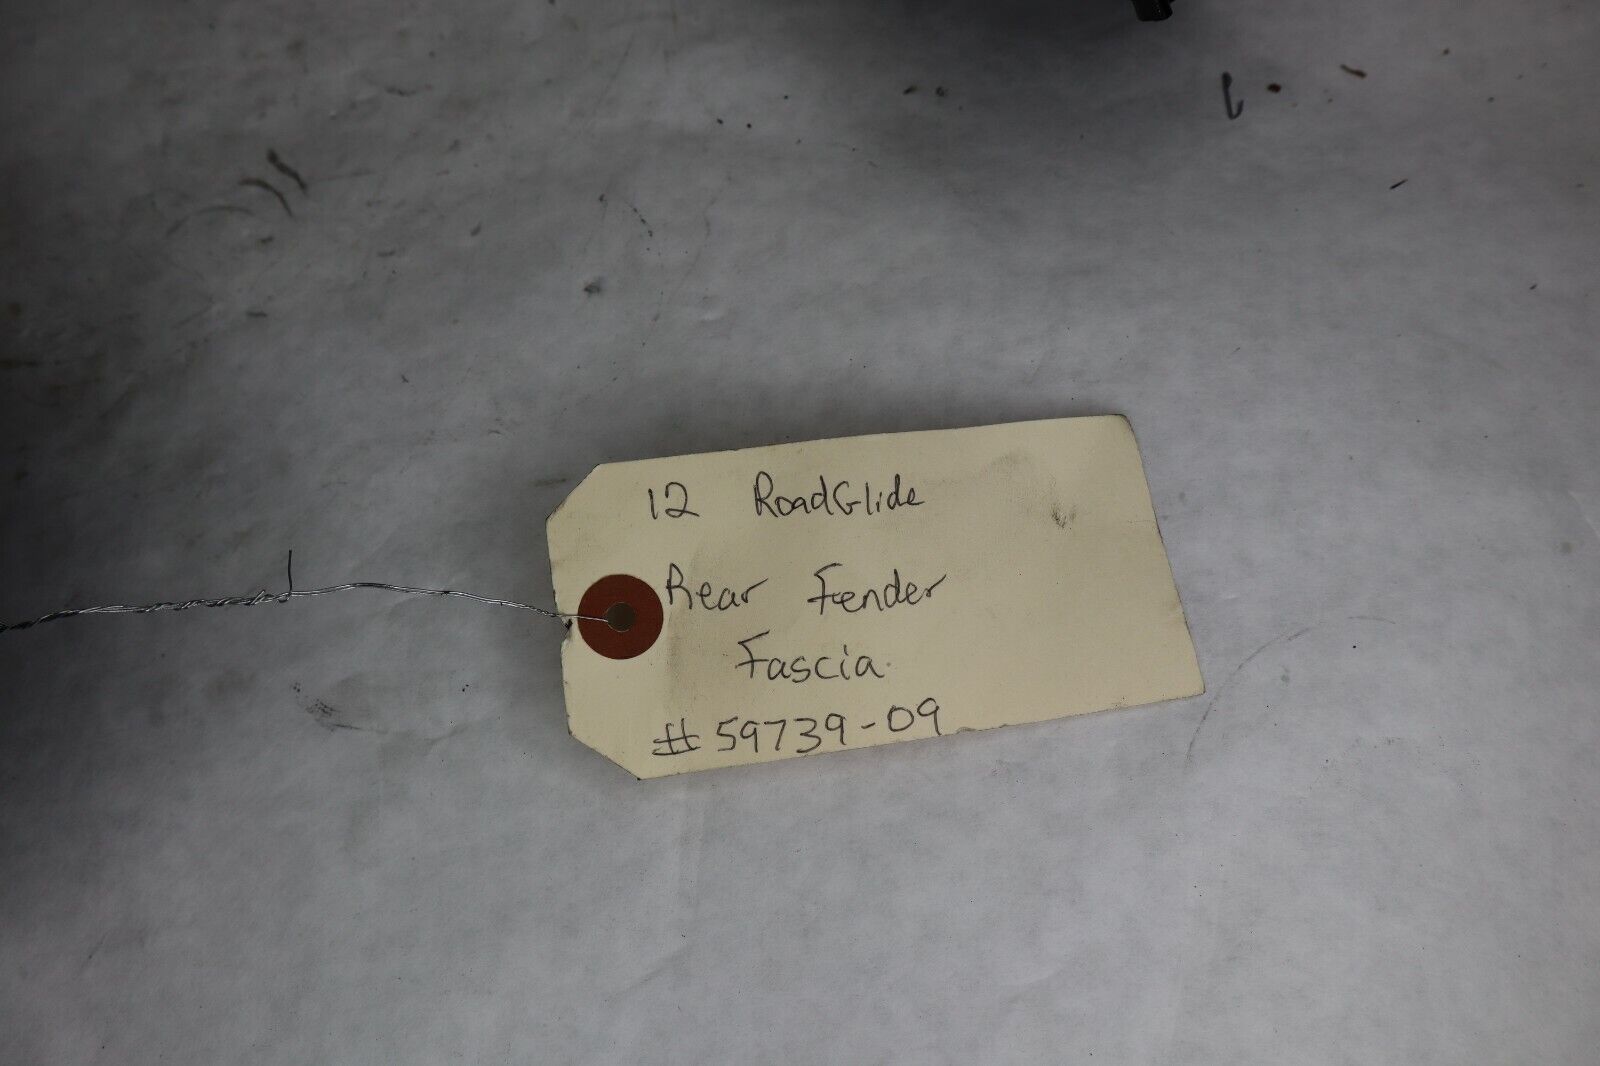 12 RoadGlide
Rear Fender
Fascia
#59739-09